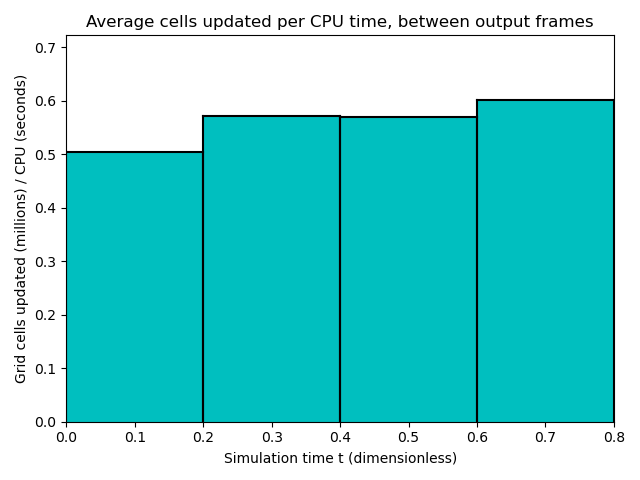 Average cells updated per CPU time, between output frames
Grid cells updated (millions) / CPU (seconds)
0.7
0.6
0.5
0.4
0.3
0.2
0.1
0.0
0.0 0.1 0.2 0.3 0.4 0.5 0.6 0.7 0.8
Simulation time t (dimensionless)